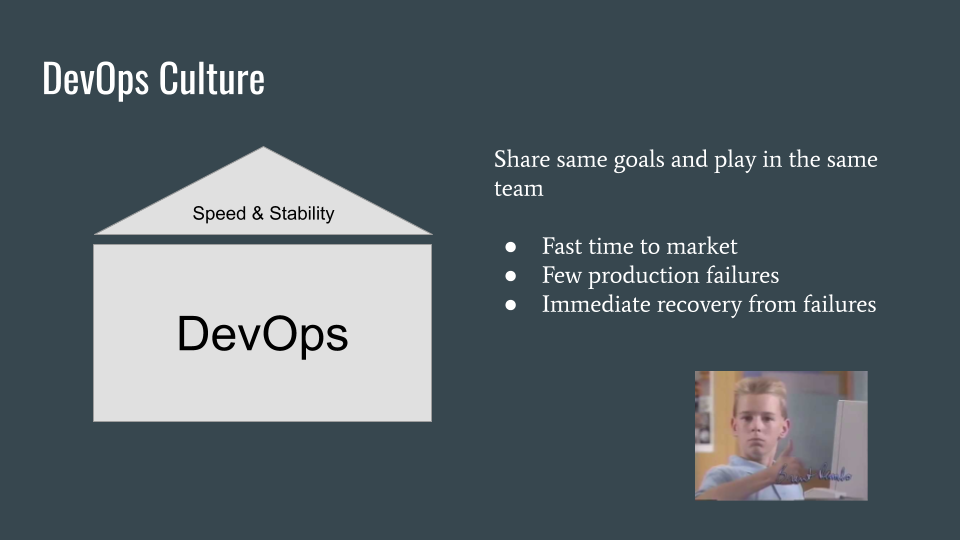 DevOps Culture
Speed & Stability
DevOps
Share same goals and play in the same
team
● Fast time to market
● Few production failures
● Immediate recovery from failures